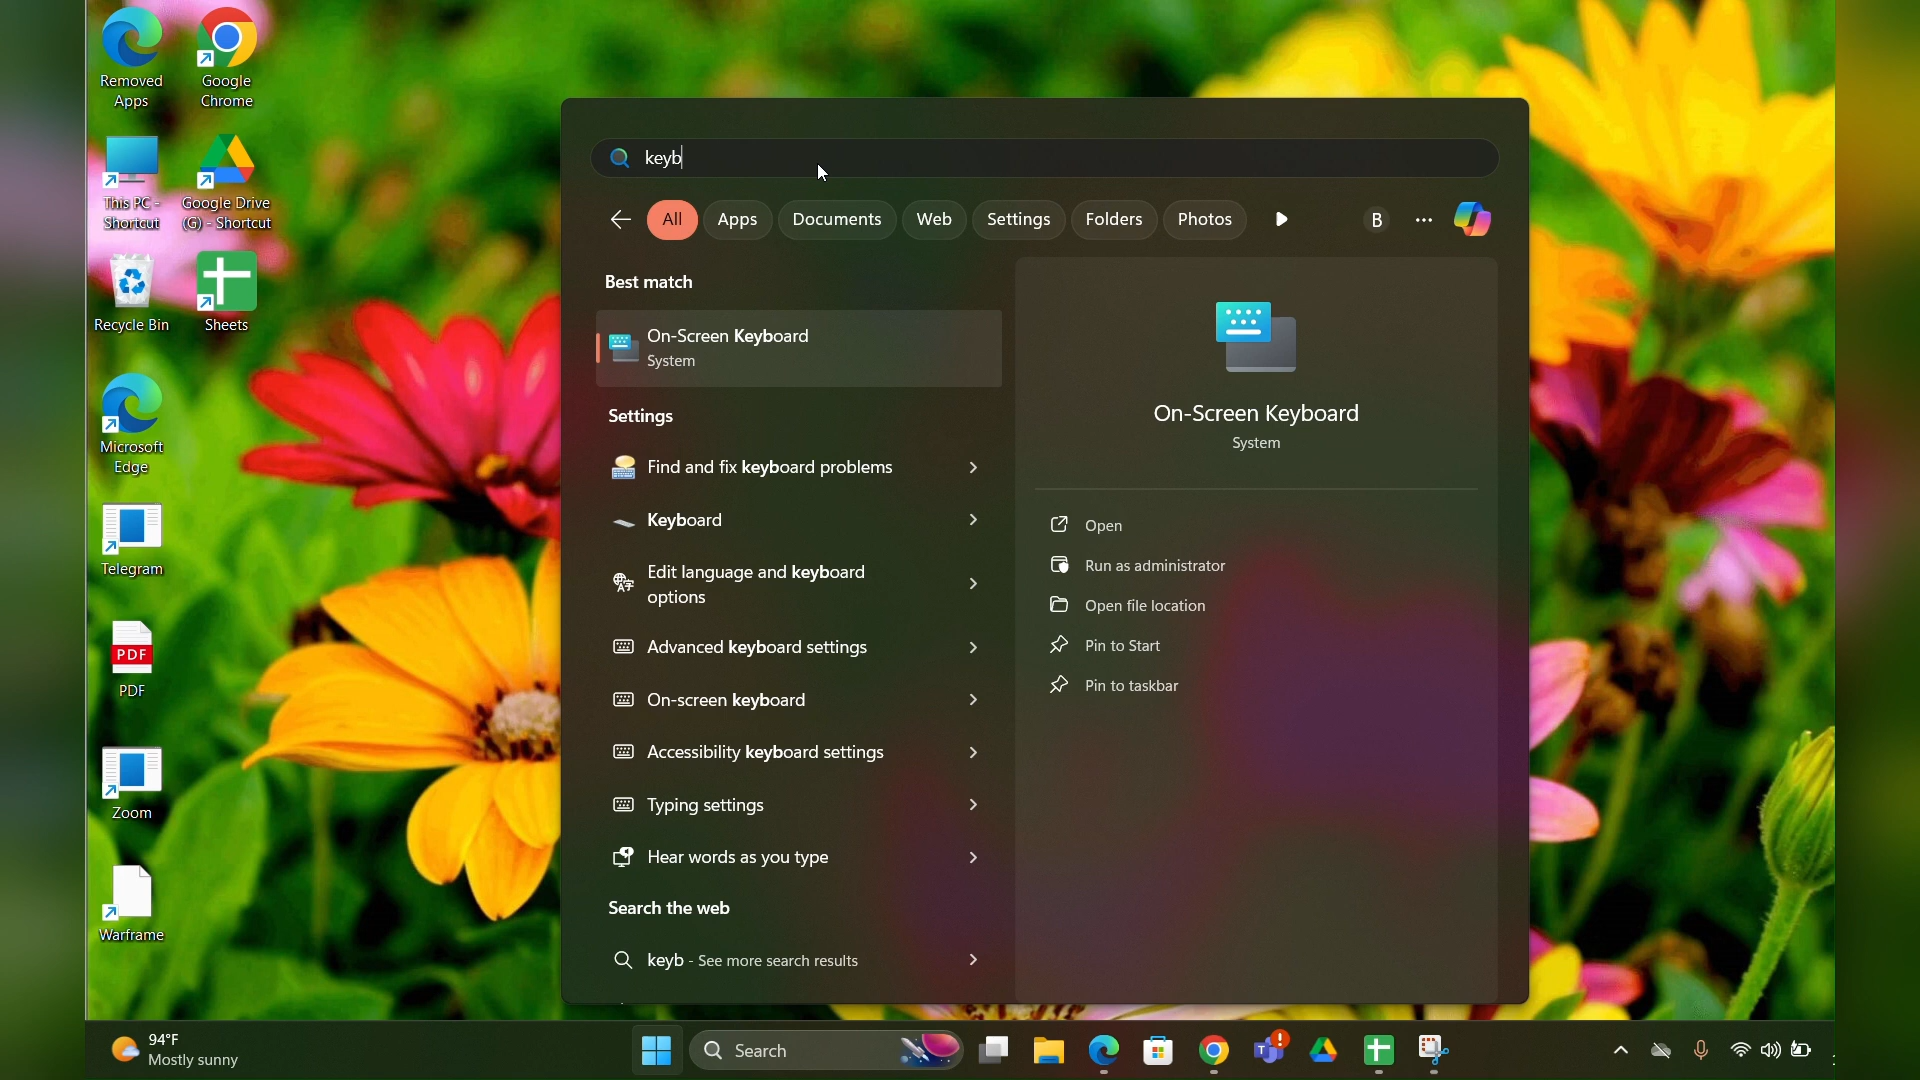 Removed
Apps
Google
Chrome
This PC -
Shortcut
Google Drive
(G) - Shortcut
Recycle Bin
Sheets
Microsoft
Edge
Telegram
PDF
PDF
Zoom
Warframe
keyb
All
Apps
Documents
Web
Settings
Folders
Photos
B
Best match
On-Screen Keyboard
System
Settings
Find and fix keyboard problems
Keyboard
Edit language and keyboard
options
Advanced keyboard settings
On-screen keyboard
Accessibility keyboard settings
Typing settings
Hear words as you type
Search the web
keyb - See more search results
On-Screen Keyboard
System
Open
Run as administrator
Open file location
Pin to Start
Pin to taskbar
94°F
Mostly sunny
Search